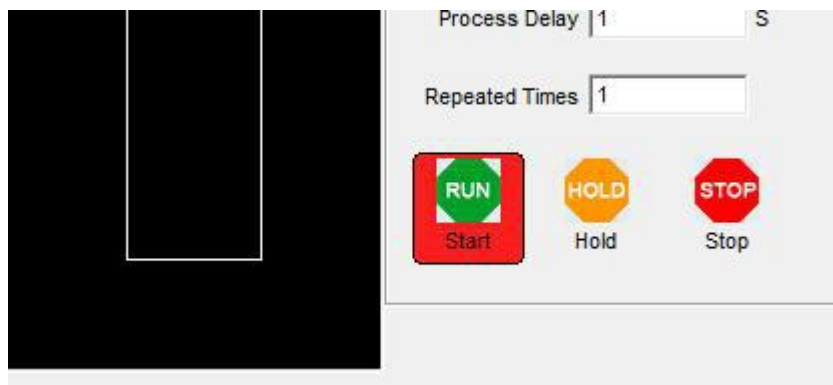 Process Delay 1 S
Repeated Times 1
RUN HOLD STOP
Start Hold Stop